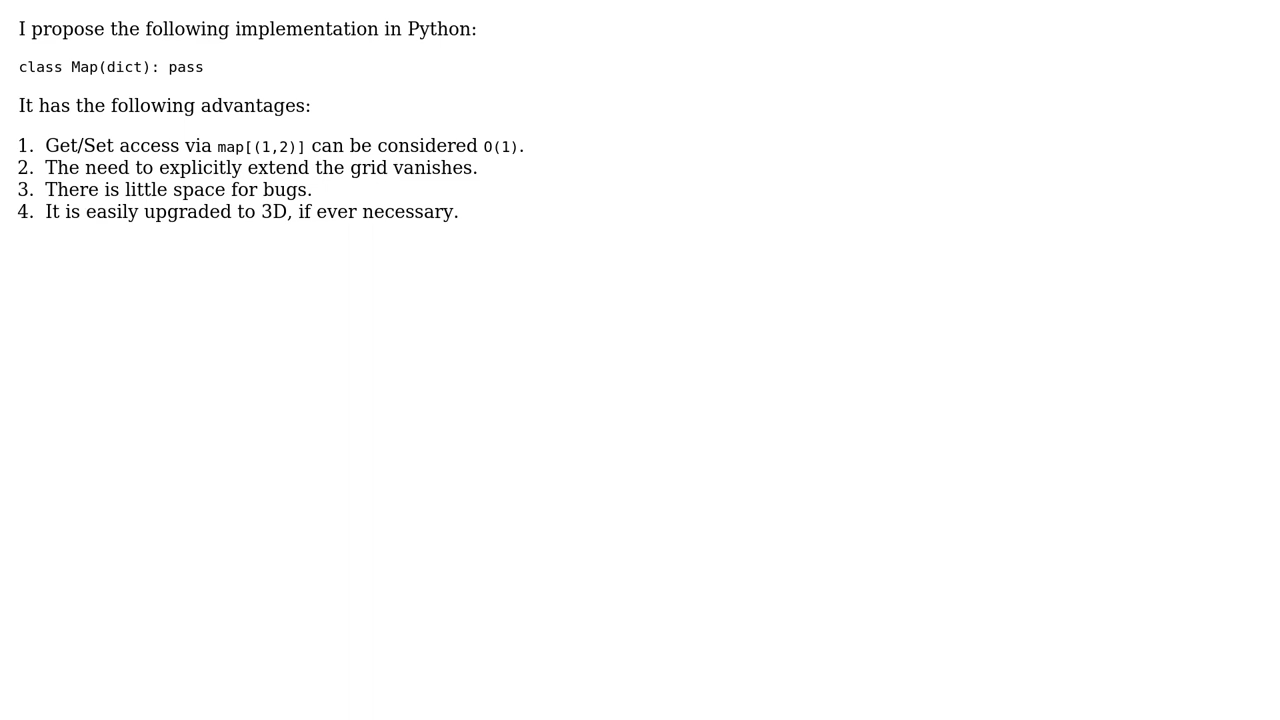 I propose the following implementation in Python:
class Map(dict): pass
It has the following advantages:
1. Get/Set access via map[(1,2)] can be considered O(1).
2. The need to explicitly extend the grid vanishes.
3. There is little space for bugs.
4. It is easily upgraded to 3D, if ever necessary.